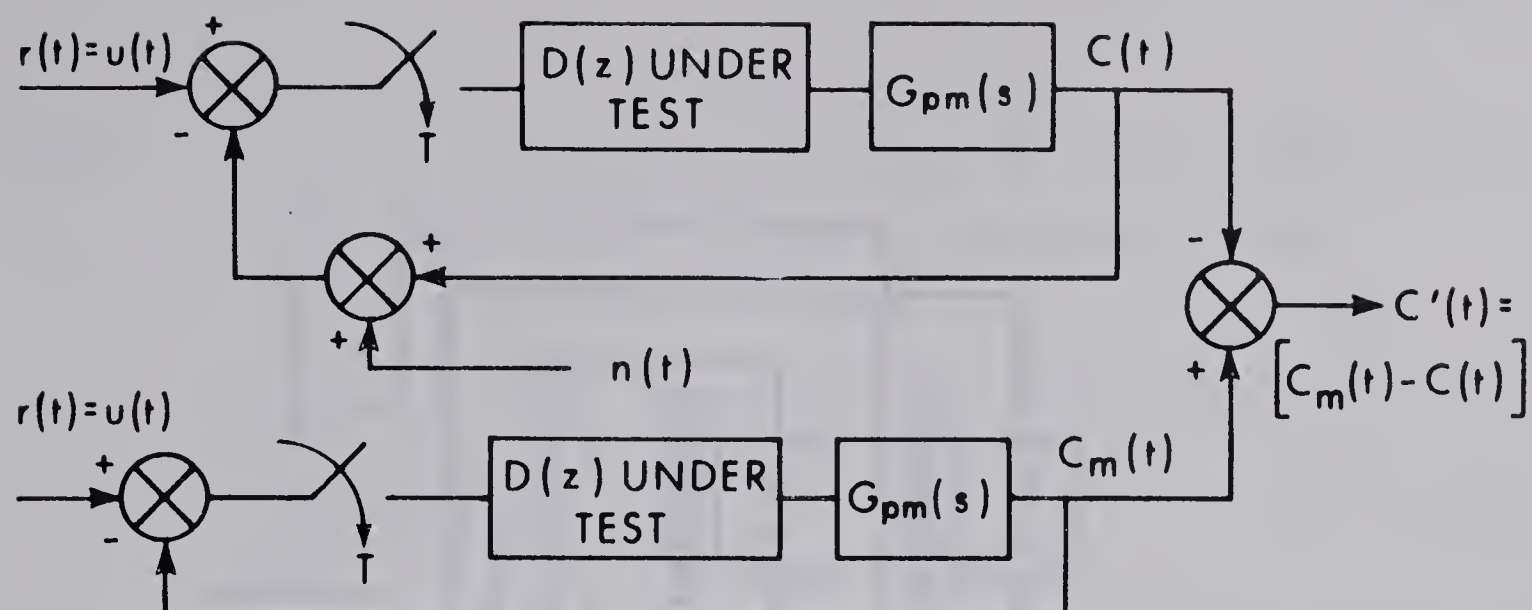 r(t)=u(t)
+
-
T
D(z) UNDER
TEST
Gpm(s)
C(t)
+
+
n(t)
-
+
C'(t)=
[Cm(t)-C(t)]
r(t)=u(t)
+
-
T
D(z) UNDER
TEST
Gpm(s)
Cm(t)